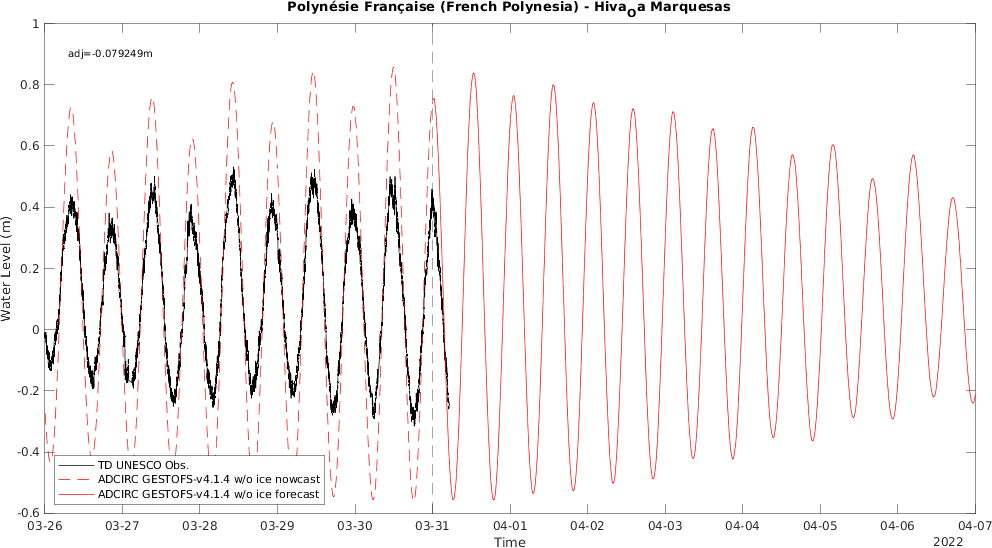 Polynésie Française (French Polynesia) - Hiva_Oa Marquesas
adj=-0.079249m
1
0.8
0.6
0.4
0.2
0
-0.2
-0.4
-0.6
Water Level (m)
TD UNESCO Obs.
ADCIRC GESTOFS-v4.1.4 w/o ice nowcast
ADCIRC GESTOFS-v4.1.4 w/o ice forecast
03-26 03-27 03-28 03-29 03-30 03-31 04-01 04-02 04-03 04-04 04-05 04-06 04-07
Time
2022